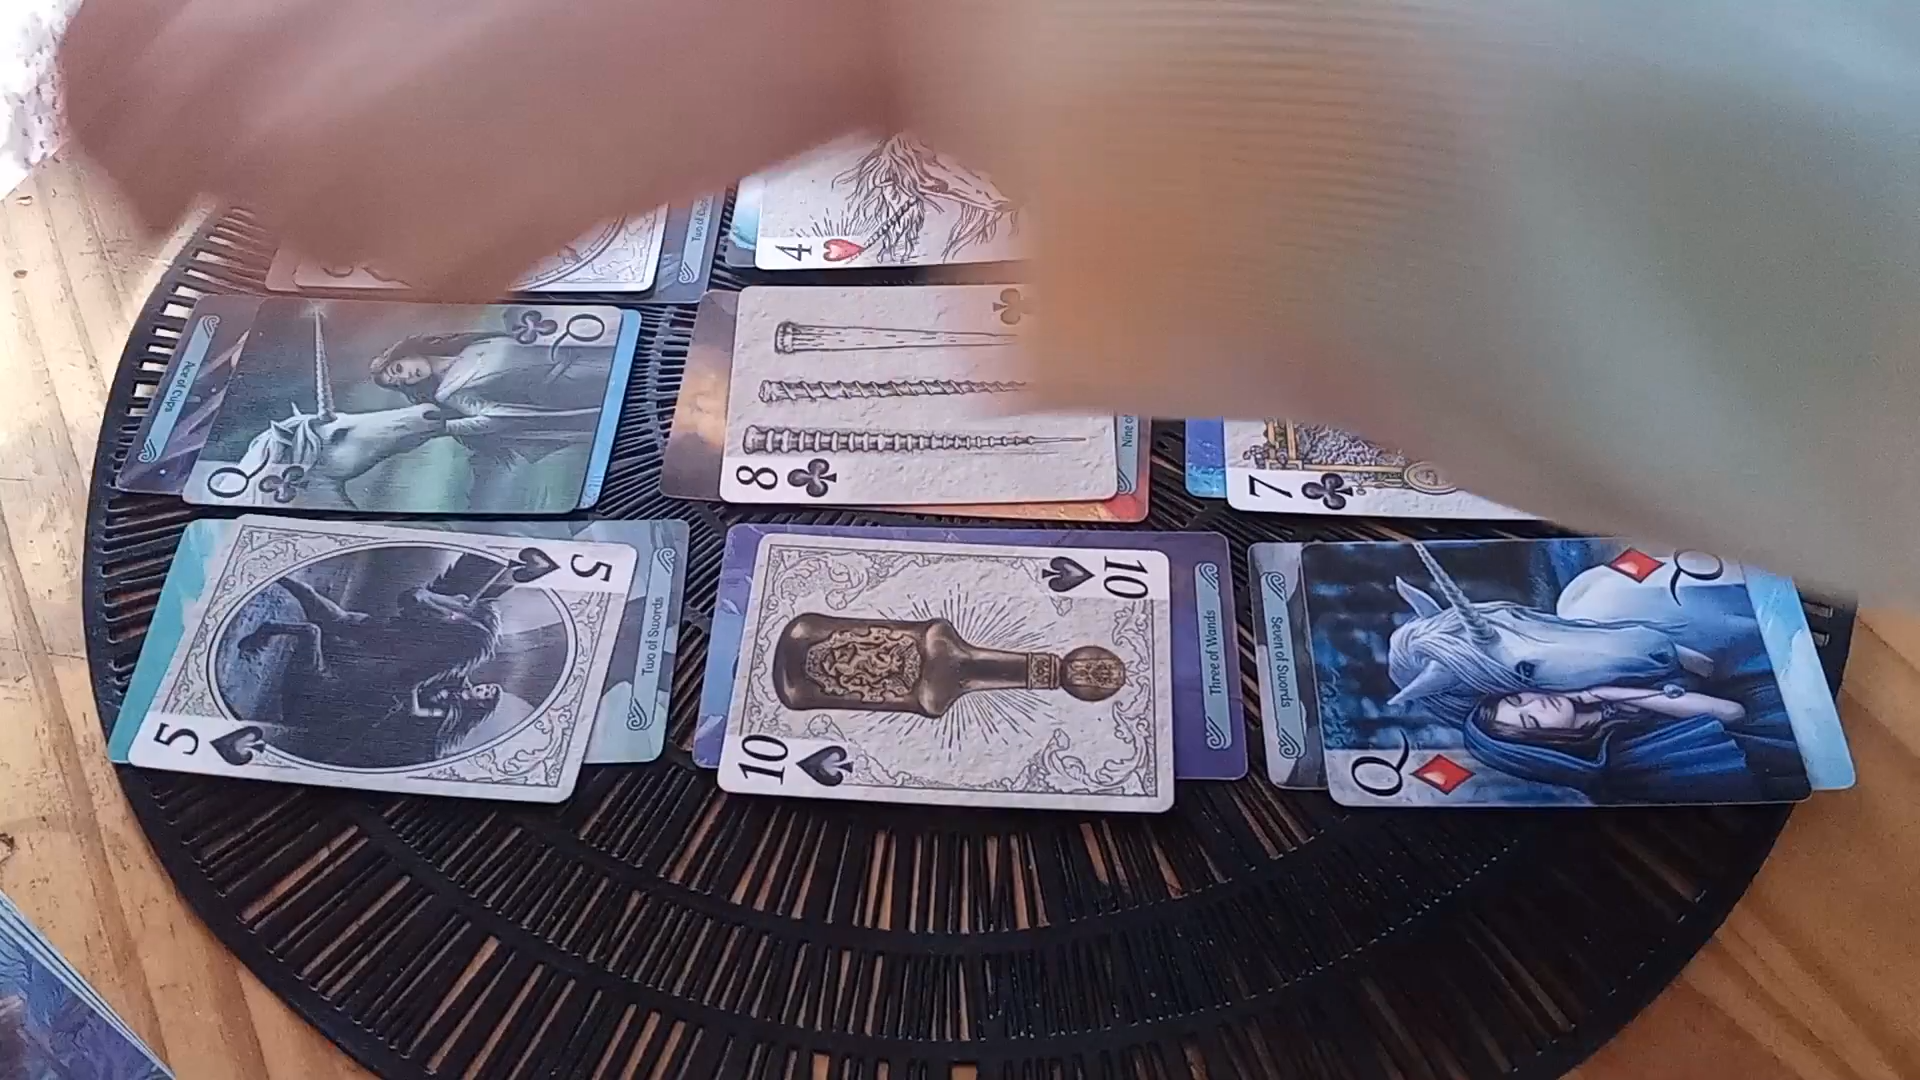 Two of Cups
4
Ace of Cups
Q
Q
8
Nine of
7
5
5
Two of Swords
10
10
Three of Wands
Seven of Swords
Q
Q